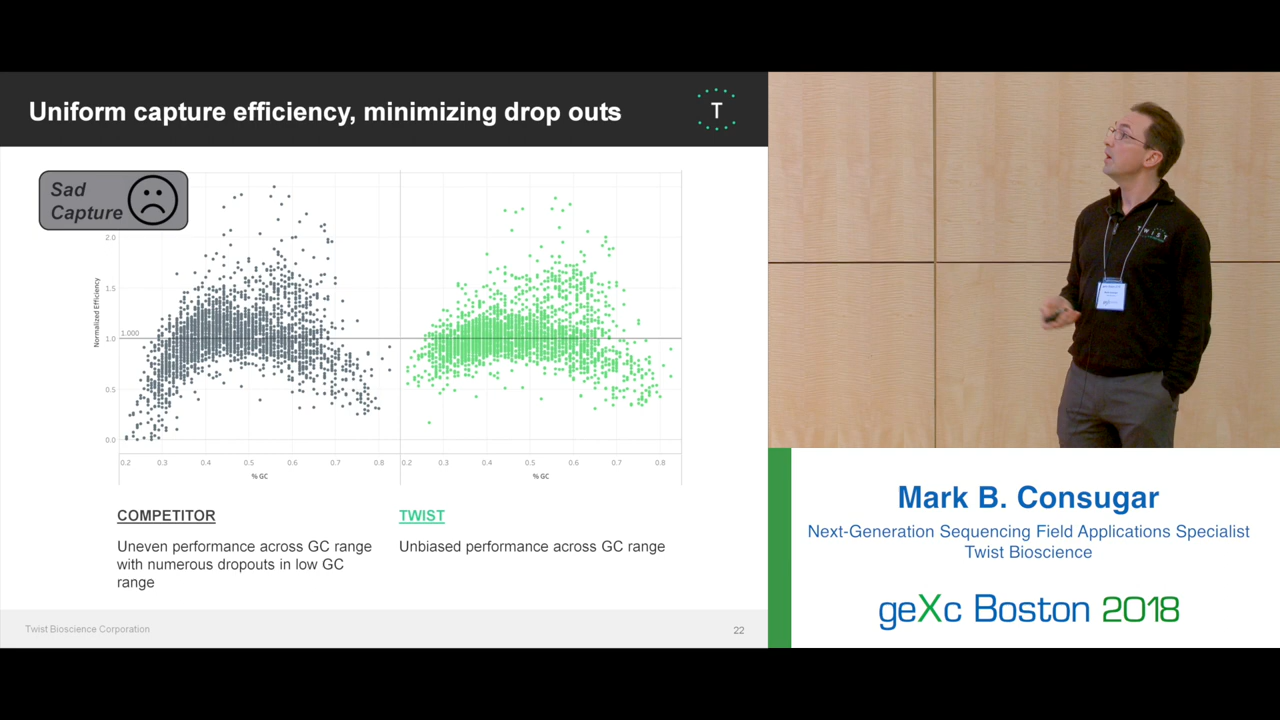 Uniform capture efficiency, minimizing drop outs
T
Sad
Capture
2.0
1.5
1.0
0.5
0.0
Normalized Efficiency
1.000
0.2 0.3 0.4 0.5 0.6 0.7 0.8
0.2 0.3 0.4 0.5 0.6 0.7 0.8
% GC
% GC
COMPETITOR
Uneven performance across GC range
with numerous dropouts in low GC
range
TWIST
Unbiased performance across GC range
Twist Bioscience Corporation
22
TWIST
Mark B. Consugar
Next-Generation Sequencing Field Applications Specialist
Twist Bioscience
geXc Boston 2018